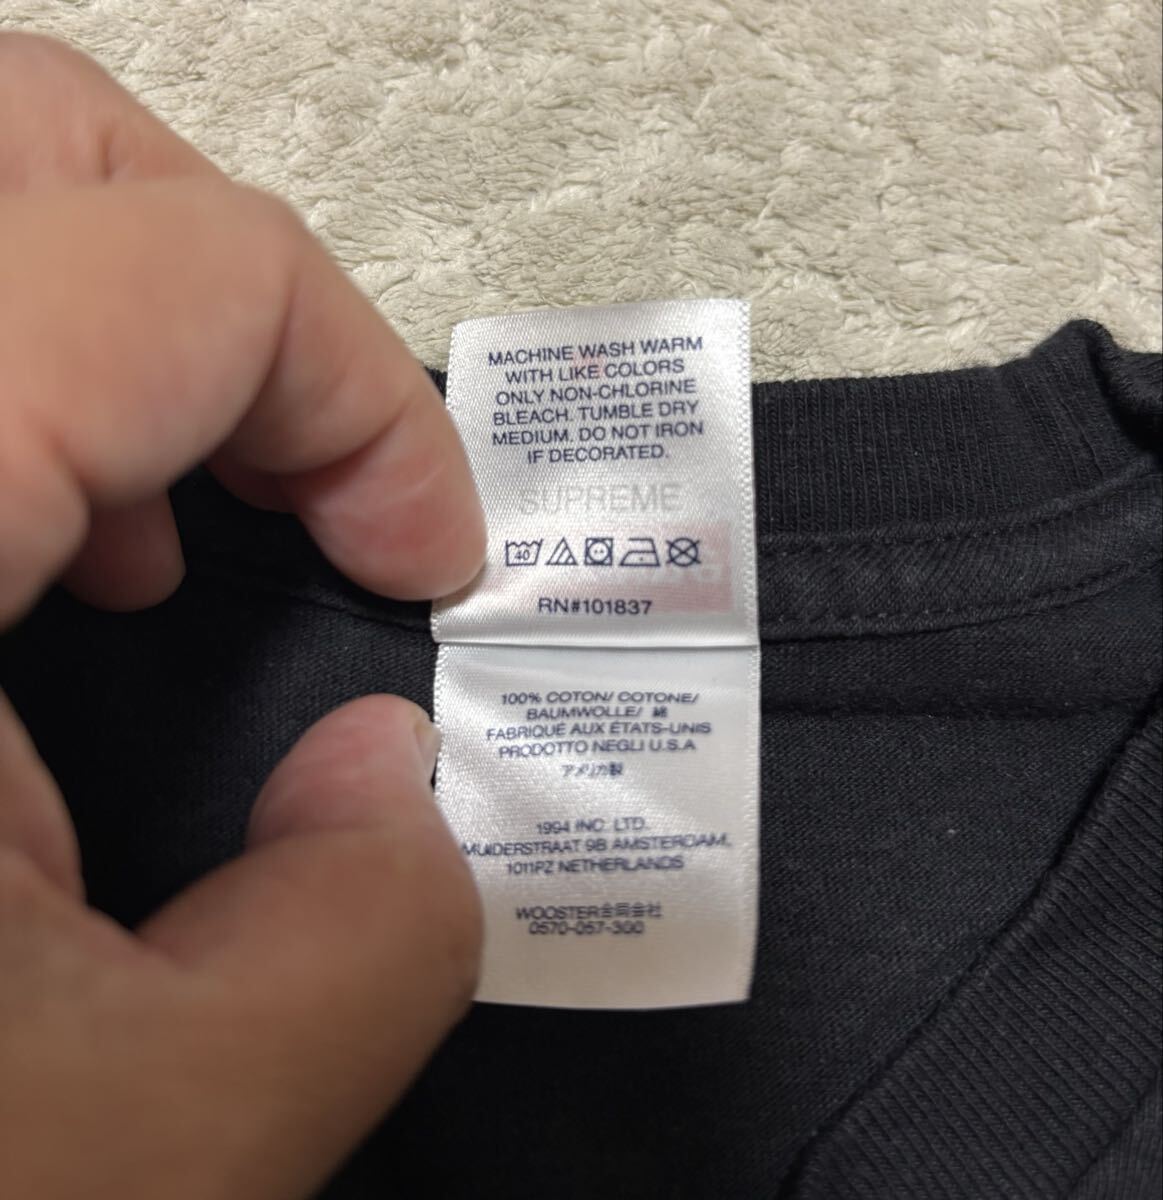 MACHINE WASH WARM
WITH LIKE COLORS
ONLY NON-CHLORINE
BLEACH. TUMBLE DRY
MEDIUM. DO NOT IRON
IF DECORATED.
SUPREME
40
RN#101837
100% COTON/ COTONE/
BAUMWOLLE/ 綿
FABRIQUÉ AUX ÉTATS-UNIS
PRODOTTO NEGLI U.S.A
アメリカ製
1994 INC. LTD.
MUIDERSTRAAT 9B AMSTERDAM,
1011PZ NETHERLANDS
WOOSTER合同会社
0570-057-300